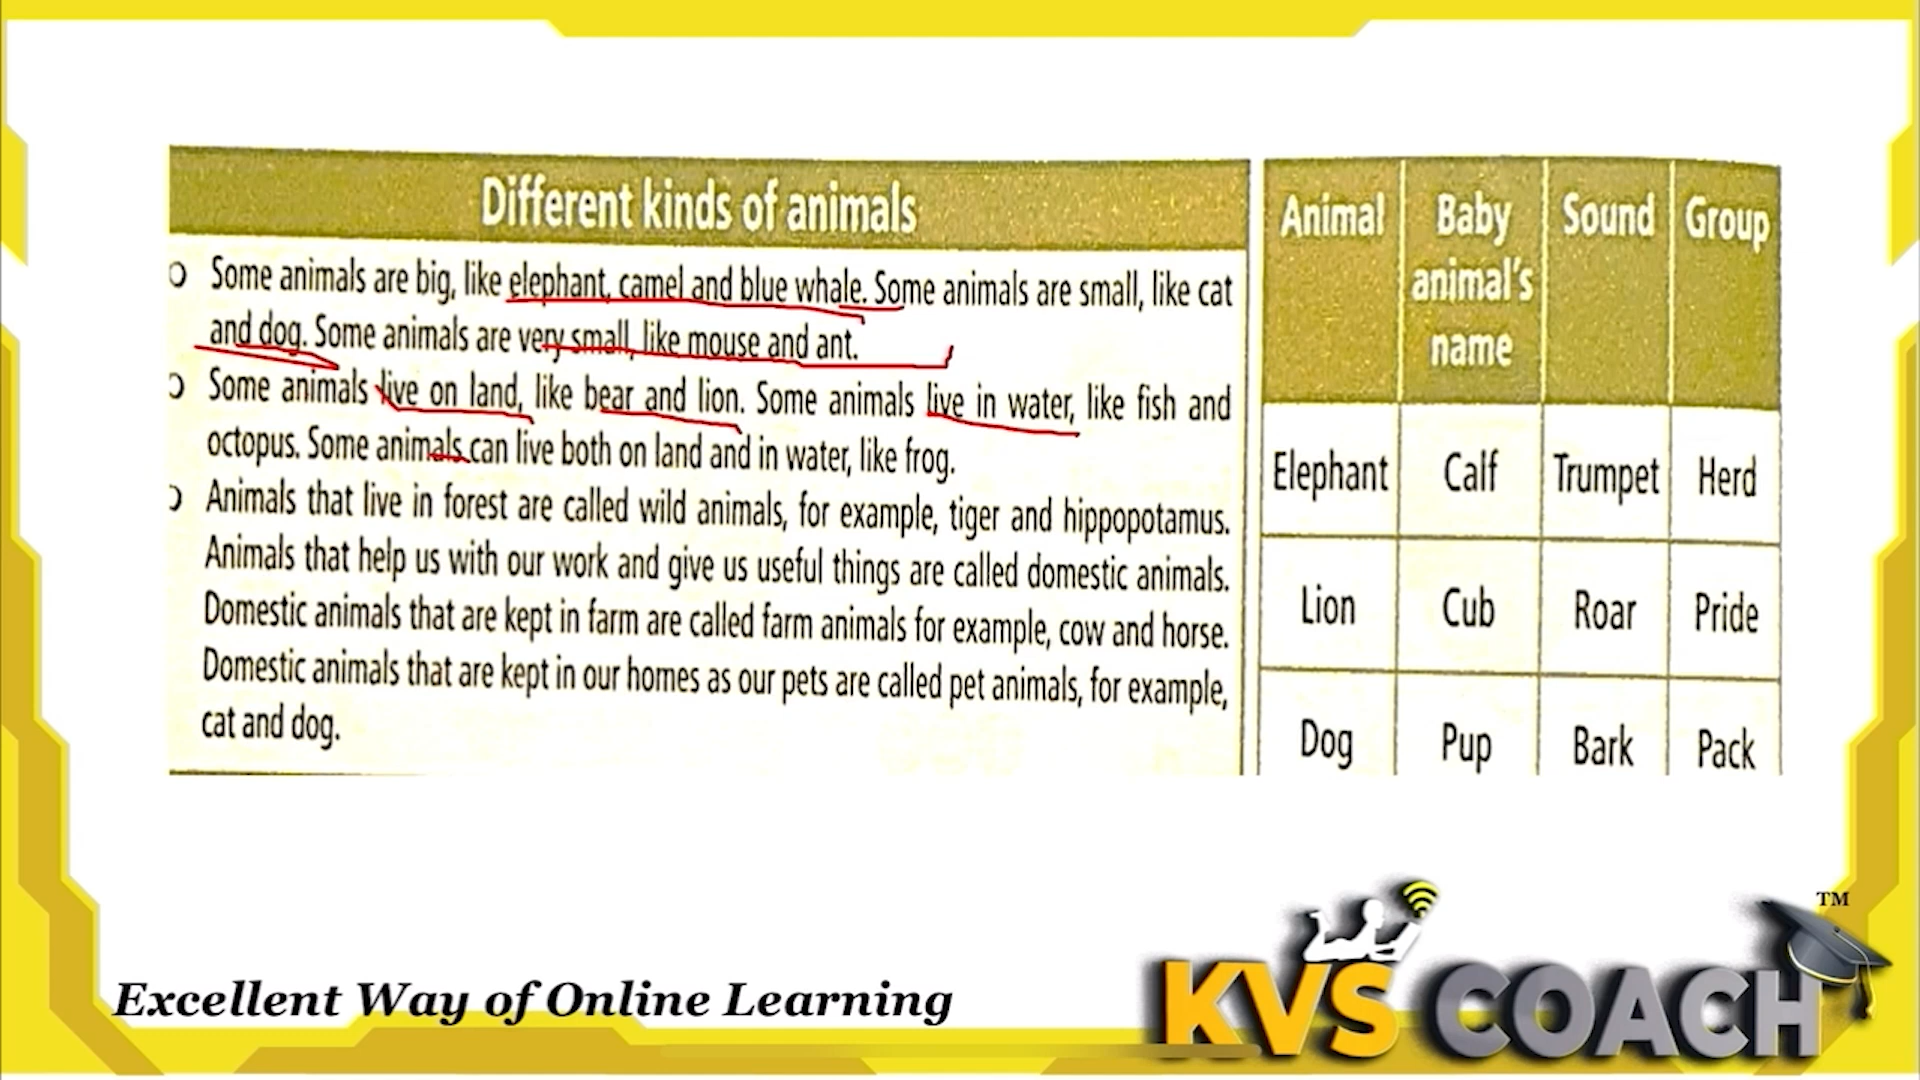 Different kinds of animals
Some animals are big, like elephant, camel and blue whale. Some animals are small, like cat
and dog. Some animals are very small, like mouse and ant.
Some animals live on land, like bear and lion. Some animals live in water, like fish and
octopus. Some animals can live both on land and in water, like frog.
Animals that live in forest are called wild animals, for example, tiger and hippopotamus.
Animals that help us with our work and give us useful things are called domestic animals.
Domestic animals that are kept in farm are called farm animals for example, cow and horse.
Domestic animals that are kept in our homes as our pets are called pet animals, for example,
cat and dog.
Animal Baby animal's name Sound Group
Elephant Calf Trumpet Herd
Lion Cub Roar Pride
Dog Pup Bark Pack
Excellent Way of Online Learning
KVS COACH TM